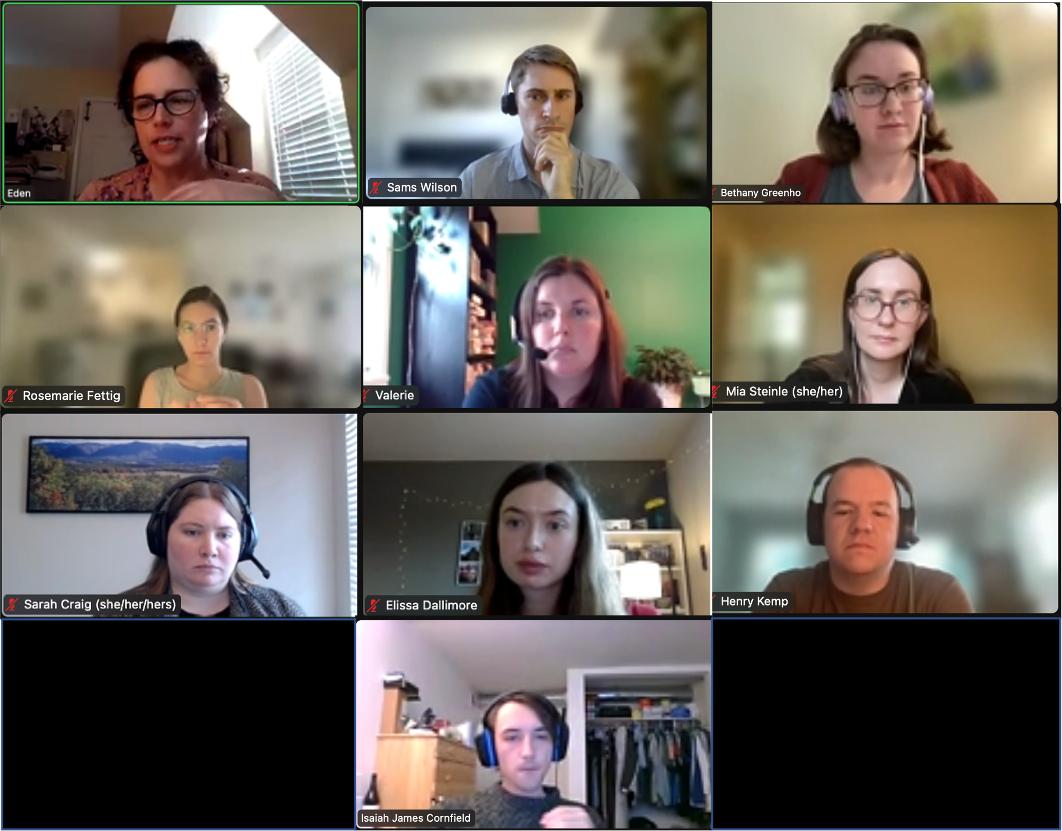 Eden
Sams Wilson
Bethany Greenho
Rosemarie Fettig
Valerie
Mia Steinle (she/her)
Sarah Craig (she/her/hers)
Elissa Dallimore
Henry Kemp
Isaiah James Cornfield